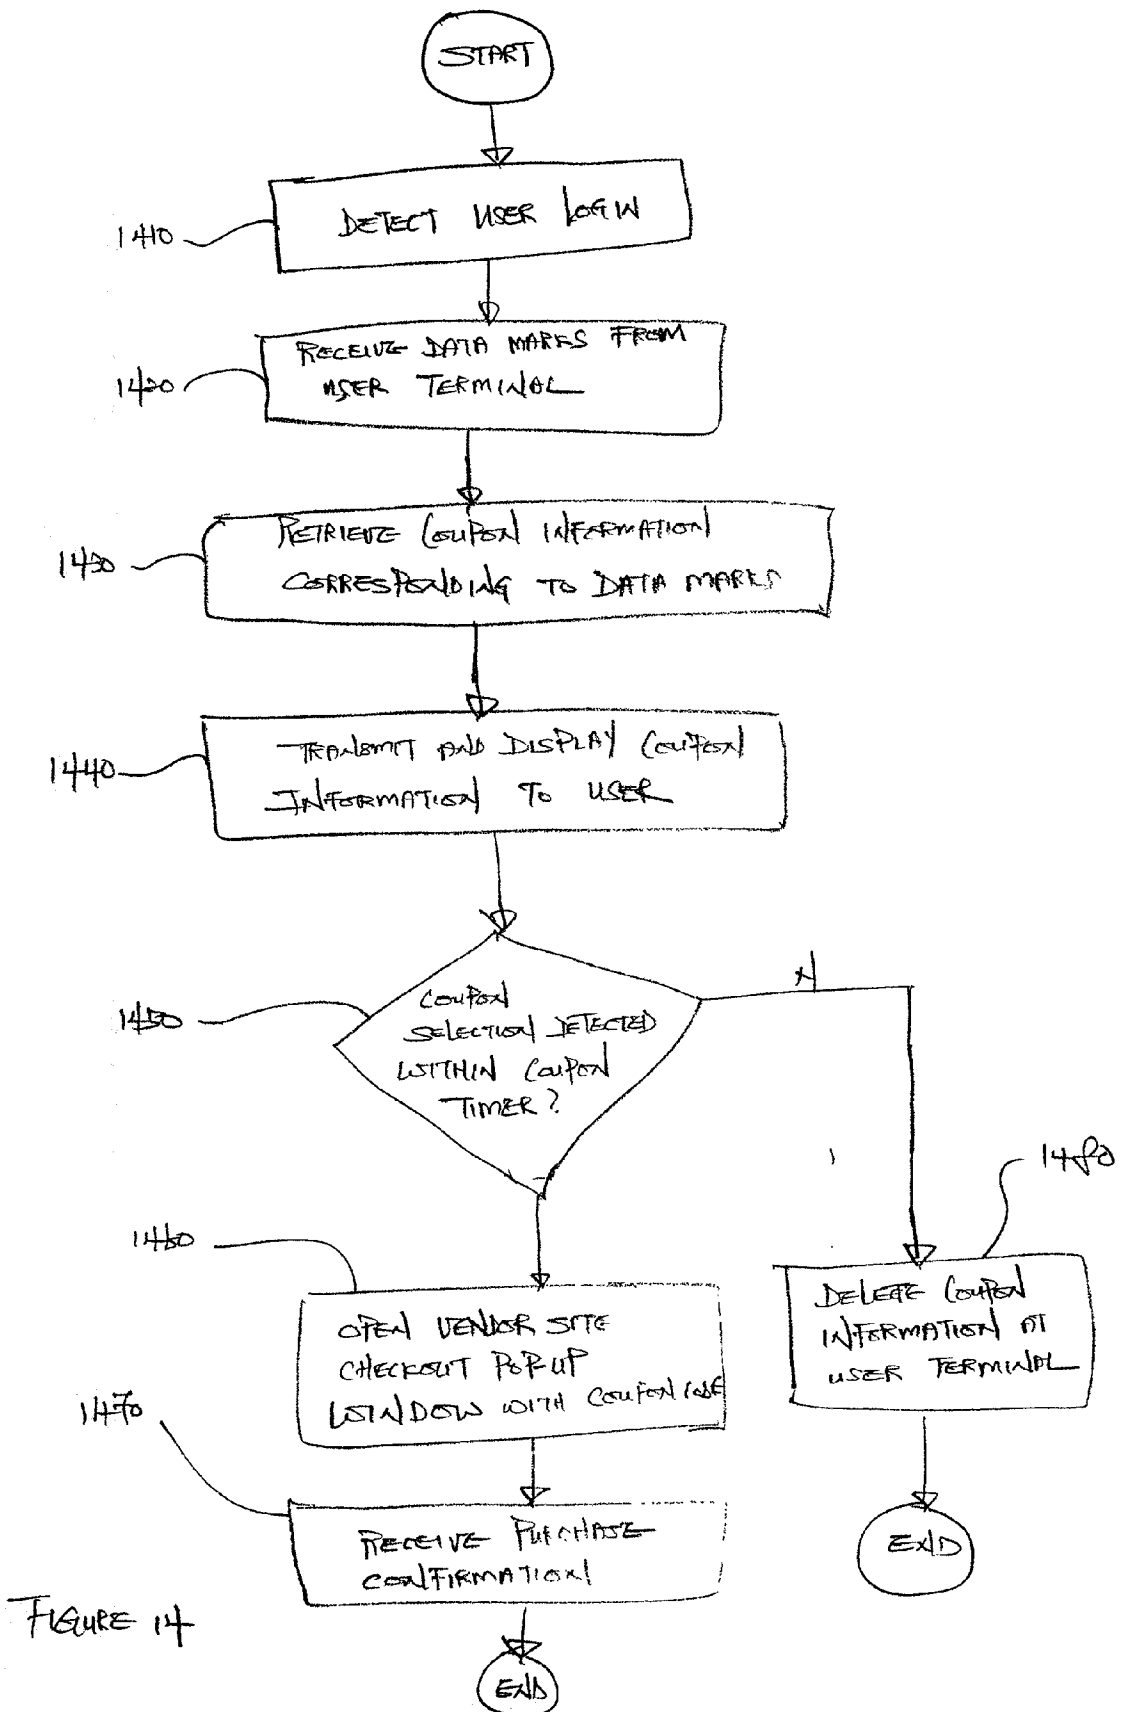 START
DETECT USER LOGIN
1410
RECEIVE DATA MARKS FROM
USER TERMINAL
1420
RETRIEVE COUPON INFORMATION
CORRESPONDING TO DATA MARKS
1430
TRANSMIT AND DISPLAY COUPON
INFORMATION TO USER
1440
N
COUPON
SELECTION DETECTED
WITHIN COUPON
TIMER?
1450
1480
1460
OPEN VENDOR SITE
CHECKOUT POP-UP
WINDOW WITH COUPON CODE
DELETE COUPON
INFORMATION AT
USER TERMINAL
1470
RECEIVE PURCHASE
CONFIRMATION
END
FIGURE 14
END